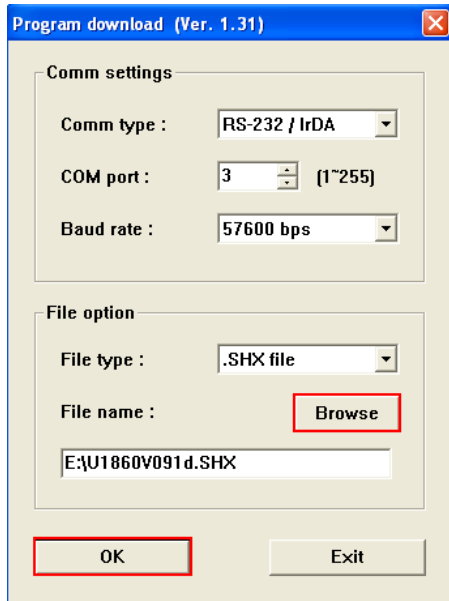 Program download (Ver. 1.31)
Comm settings
Comm type : RS-232 / IrDA
COM port : 3 (1~255)
Baud rate : 57600 bps
File option
File type : .SHX file
File name : Browse
E:\U1860V091d.SHX
OK Exit